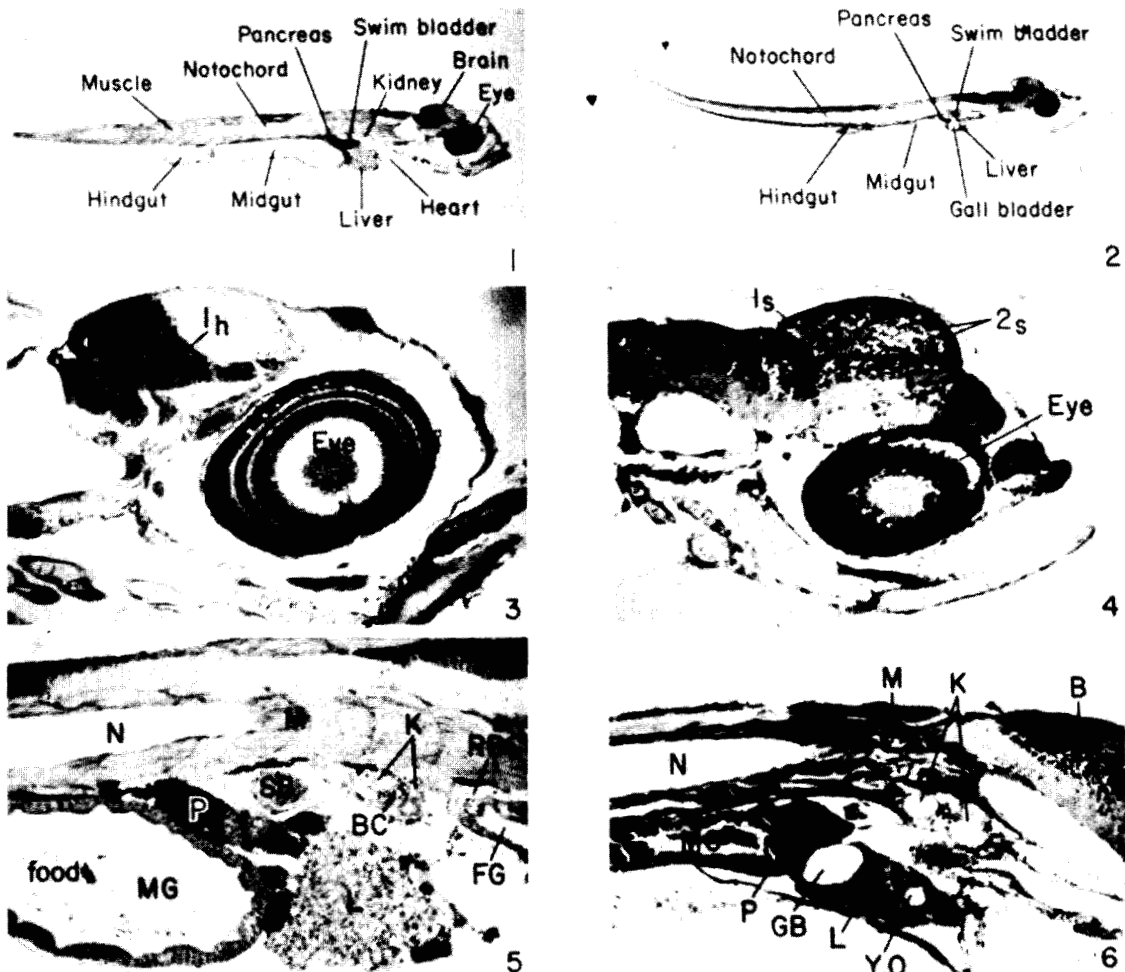 Pancreas Swim bladder
Brain
Notochord Kidney
Muscle Eye
Hindgut Midgut Liver Heart
1
Pancreas Swim bladder
Notochord
Liver
Hindgut Midgut
Gall bladder
2
1h
Eye
3
1s
2s
Eye
4
N
K
P
BC
food
MG
FG
L
5
M K B
N
P GB L
YO
6